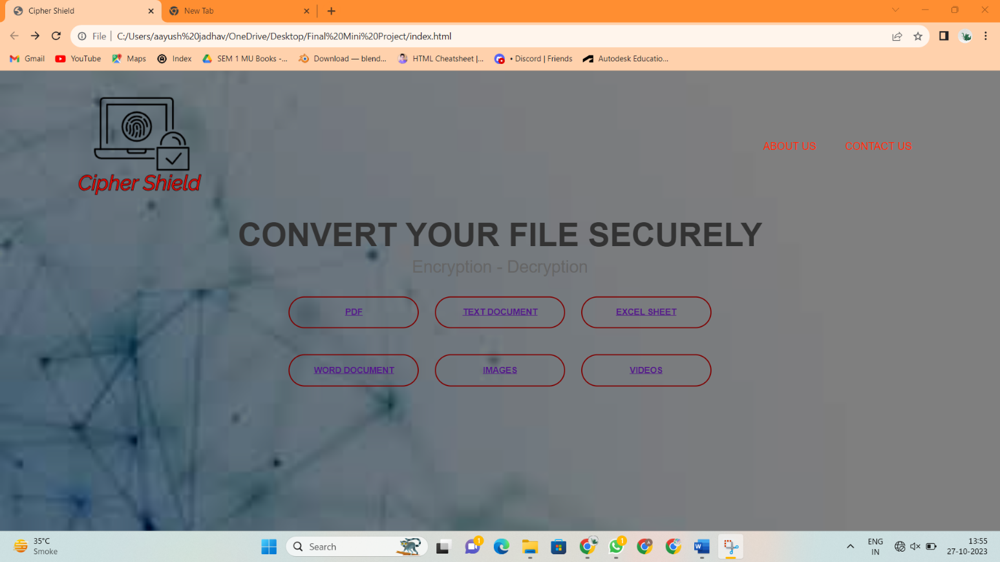 Cipher Shield
New Tab
File
C:/Users/aayush%20jadhav/OneDrive/Desktop/Final%20Mini%20Project/index.html
Gmail
YouTube
Maps
Index
SEM 1 MU Books -...
Download — blend...
HTML Cheatsheet |...
• Discord | Friends
Autodesk Educatio...
Cipher Shield
ABOUT US
CONTACT US
CONVERT YOUR FILE SECURELY
Encryption - Decryption
PDF
TEXT DOCUMENT
EXCEL SHEET
WORD DOCUMENT
IMAGES
VIDEOS
35°C
Smoke
Search
1
1
A
W
ENG
IN
13:55
27-10-2023